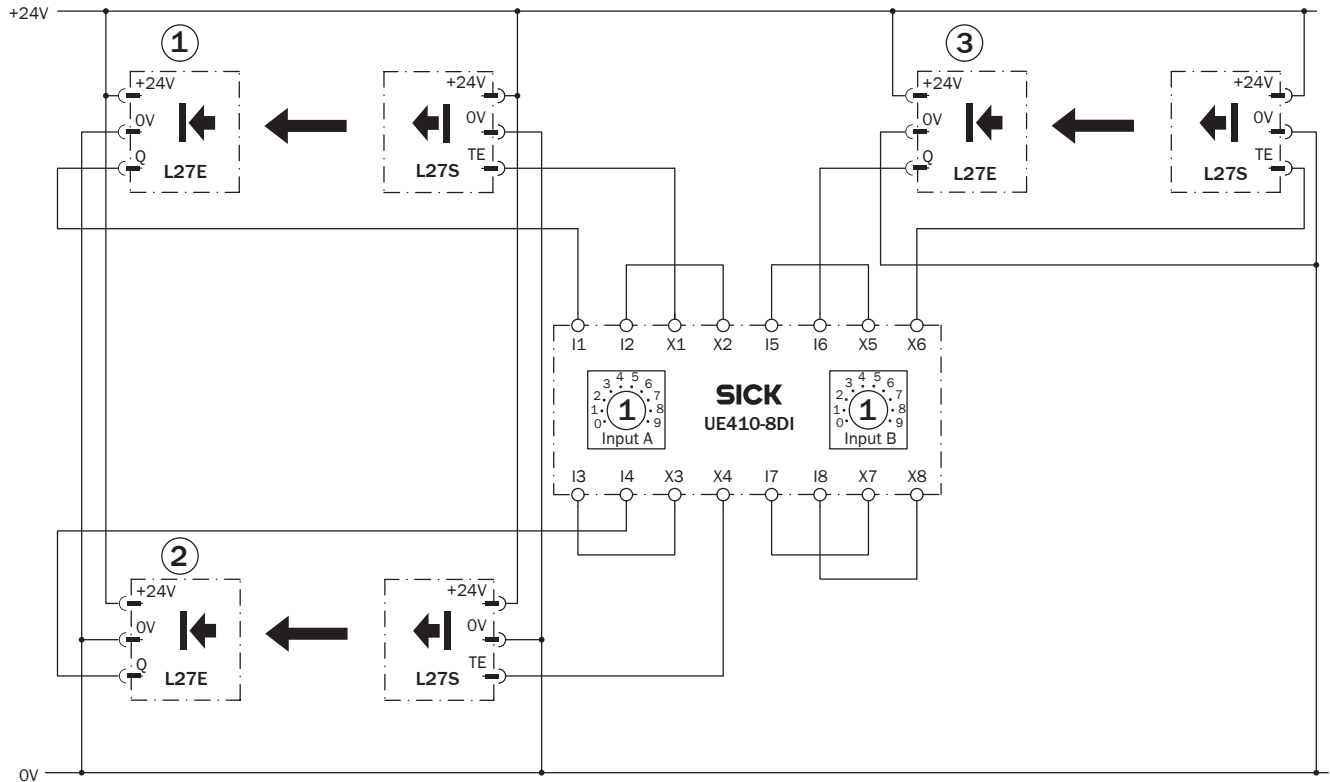 +24V
1
3
+24V
+24V
+24V
+24V
0V
0V
0V
0V
Q
TE
Q
TE
L27E
L27S
L27E
L27S
I1 I2 X1 X2 I5 I6 X5 X6
0 1 2 3 4 5 6 7 8 9
1
Input A
SICK
UE410-8DI
0 1 2 3 4 5 6 7 8 9
1
Input B
I3 I4 X3 X4 I7 I8 X7 X8
2
+24V
+24V
0V
0V
Q
TE
L27E
L27S
0V